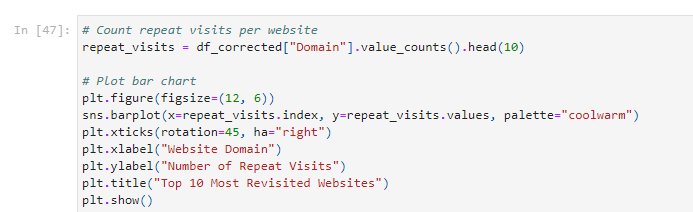 In [47]: # Count repeat visits per website
repeat_visits = df_corrected["Domain"].value_counts().head(10)
# Plot bar chart
plt.figure(figsize=(12, 6))
sns.barplot(x=repeat_visits.index, y=repeat_visits.values, palette="coolwarm")
plt.xticks(rotation=45, ha="right")
plt.xlabel("Website Domain")
plt.ylabel("Number of Repeat Visits")
plt.title("Top 10 Most Revisited Websites")
plt.show()